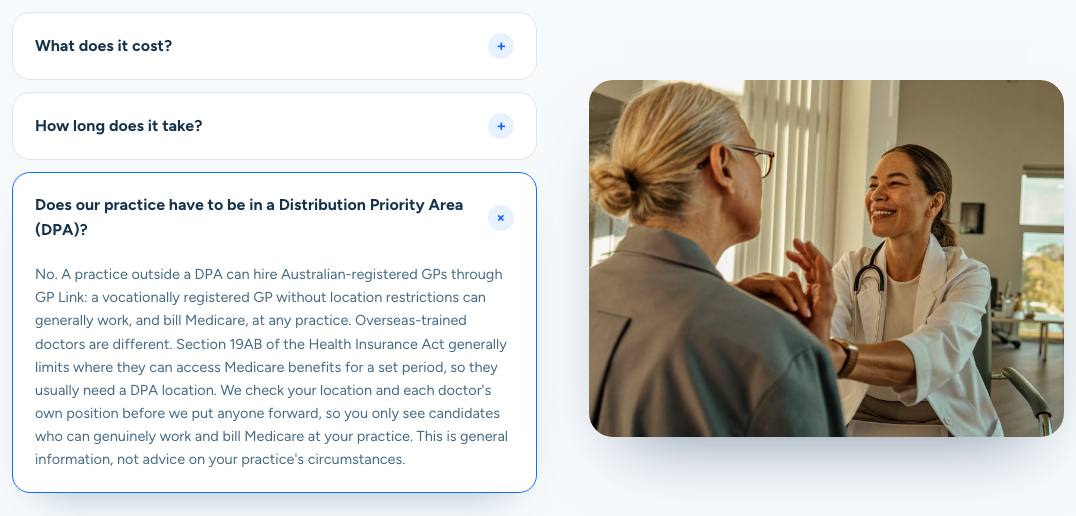 What does it cost?
How long does it take?
Does our practice have to be in a Distribution Priority Area
(DPA)?
No. A practice outside a DPA can hire Australian-registered GPs through
GP Link: a vocationally registered GP without location restrictions can
generally work, and bill Medicare, at any practice. Overseas-trained
doctors are different. Section 19AB of the Health Insurance Act generally
limits where they can access Medicare benefits for a set period, so they
usually need a DPA location. We check your location and each doctor's
own position before we put anyone forward, so you only see candidates
who can genuinely work and bill Medicare at your practice. This is general
information, not advice on your practice's circumstances.